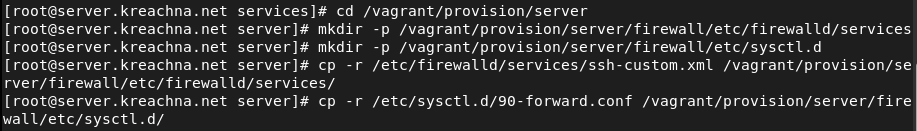 [root@server.kreachna.net services]# cd /vagrant/provision/server
[root@server.kreachna.net server]# mkdir -p /vagrant/provision/server/firewall/etc/firewalld/services
[root@server.kreachna.net server]# mkdir -p /vagrant/provision/server/firewall/etc/sysctl.d
[root@server.kreachna.net server]# cp -r /etc/firewalld/services/ssh-custom.xml /vagrant/provision/se
rver/firewall/etc/firewalld/services/
[root@server.kreachna.net server]# cp -r /etc/sysctl.d/90-forward.conf /vagrant/provision/server/fire
wall/etc/sysctl.d/